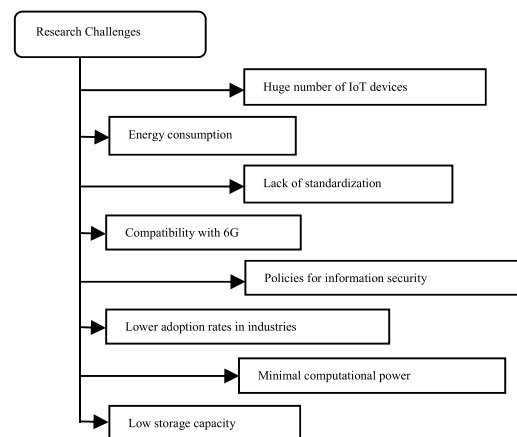 Research Challenges
Huge number of IoT devices
Energy consumption
Lack of standardization
Compatibility with 6G
Policies for information security
Lower adoption rates in industries
Minimal computational power
Low storage capacity